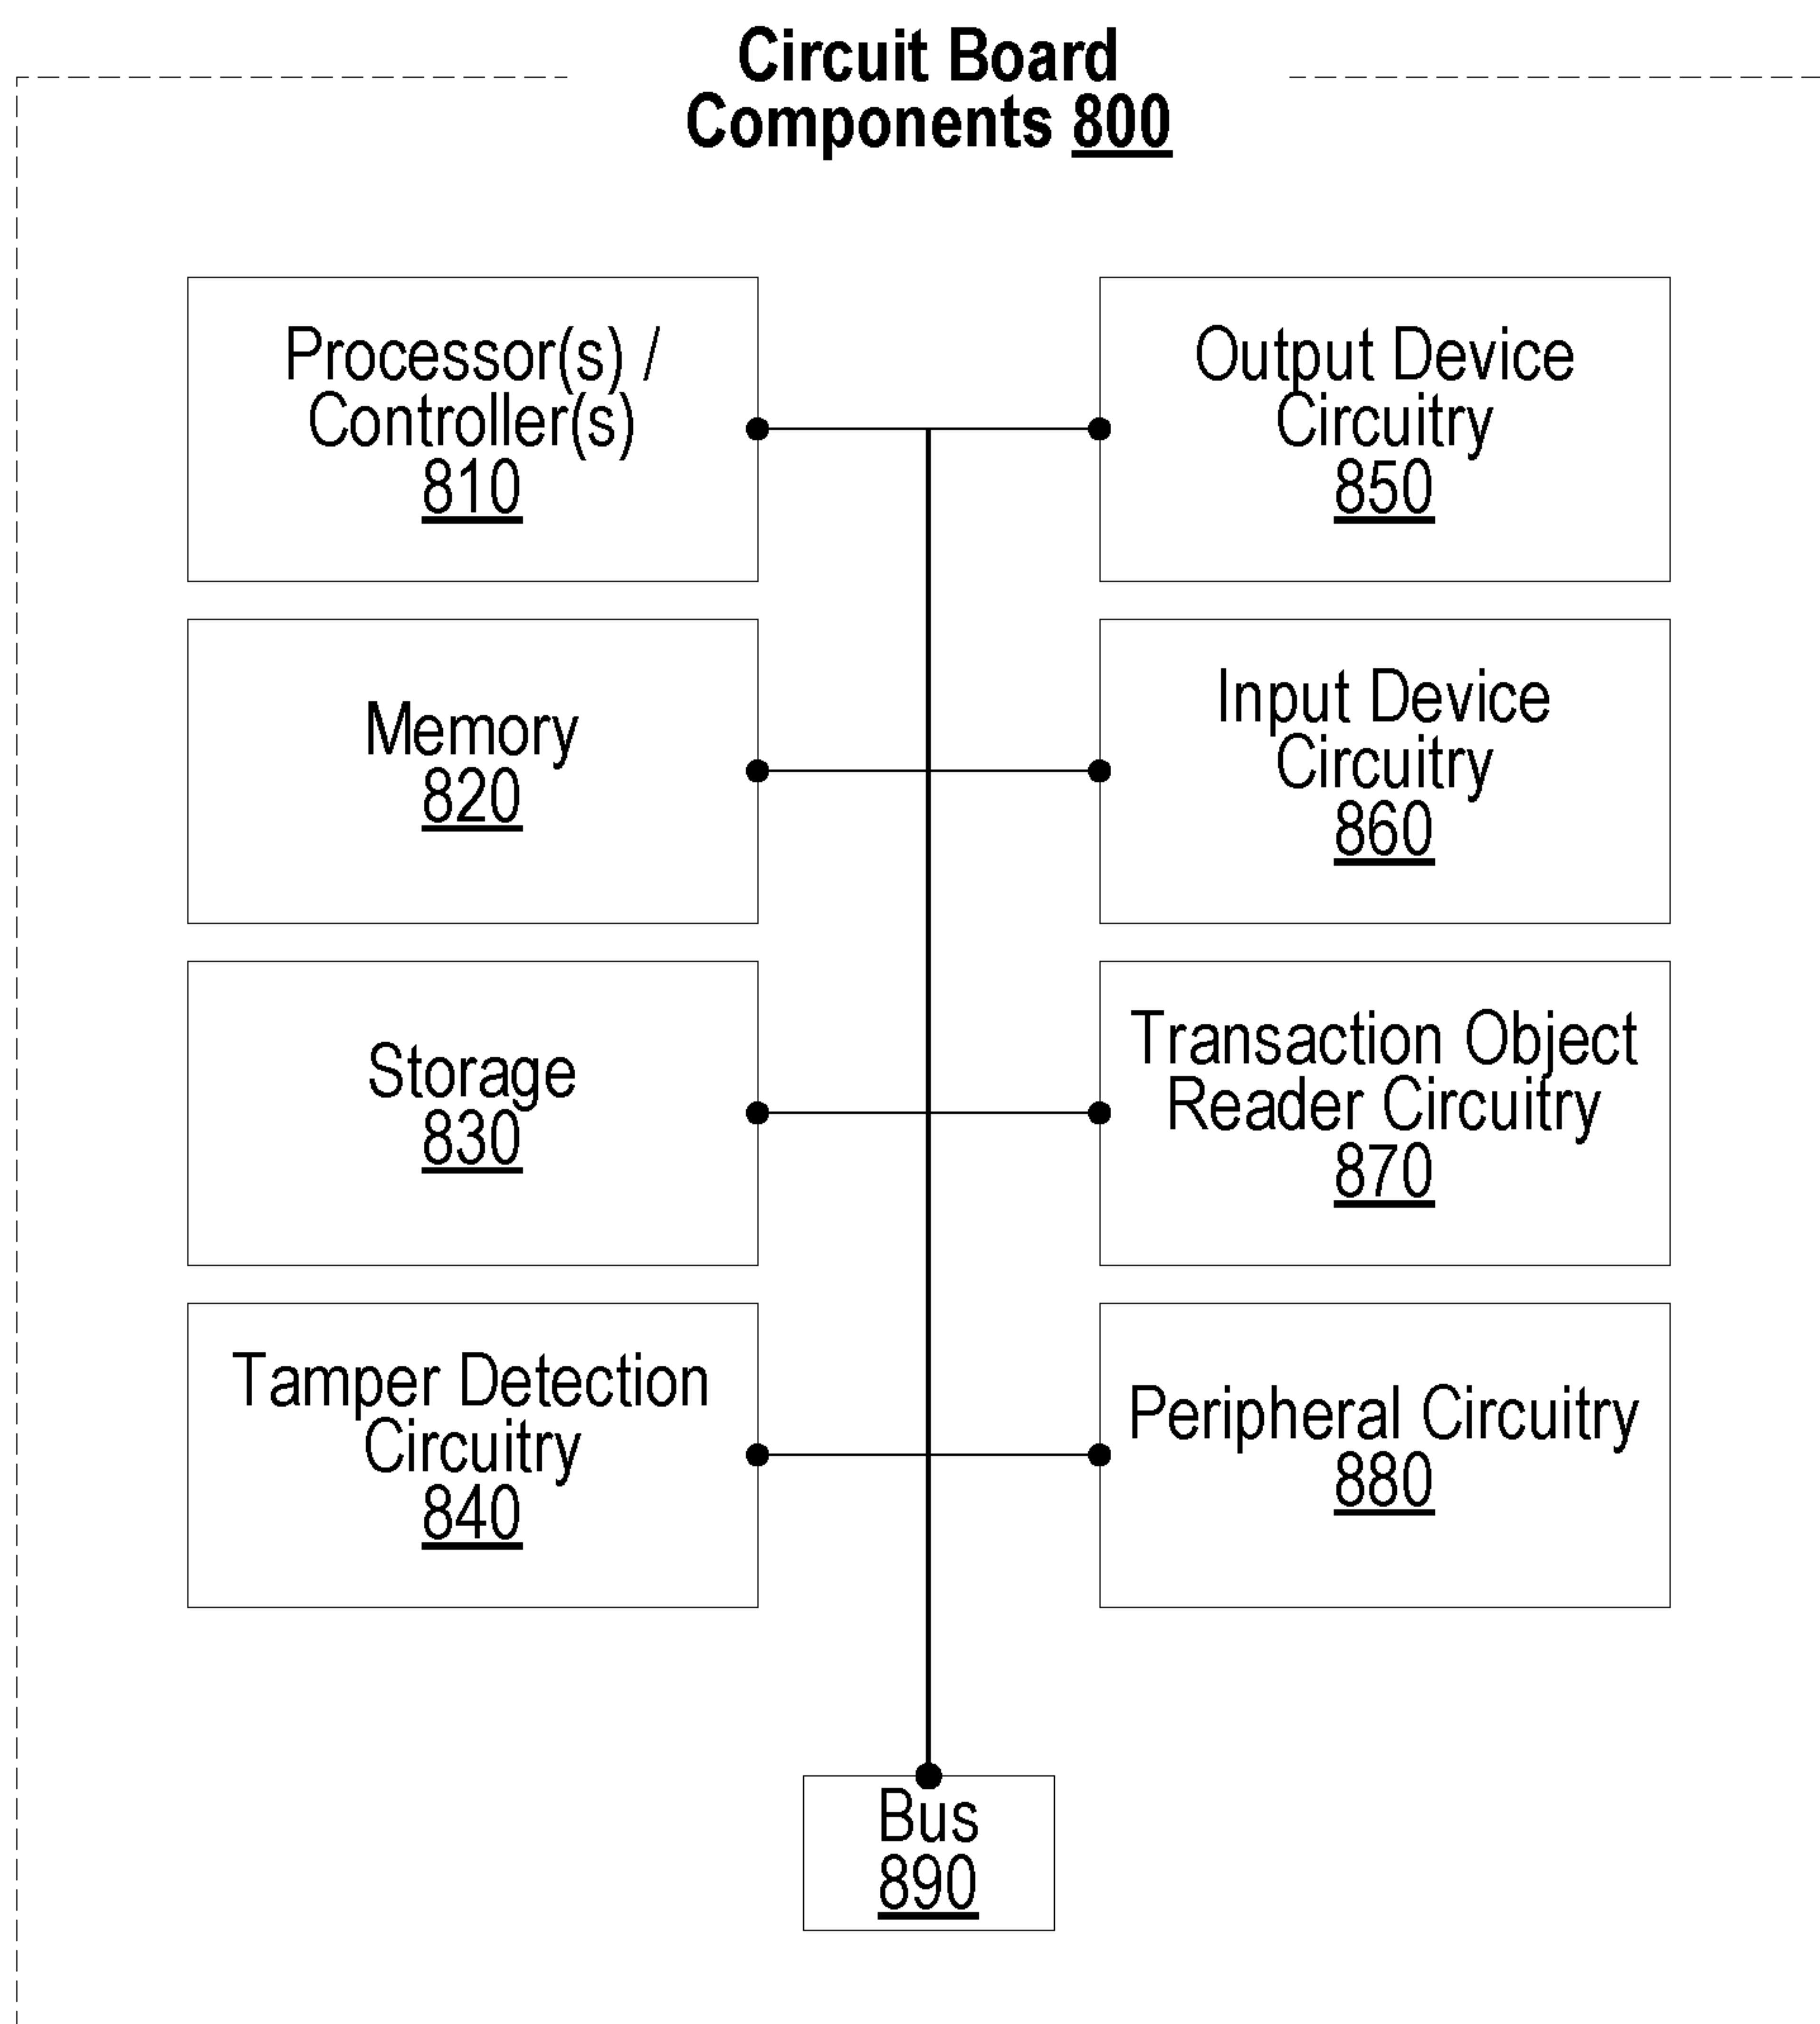 Circuit Board
Components 800
Processor(s) /
Controller(s)
810
Output Device
Circuitry
850
Memory
820
Input Device
Circuitry
860
Storage
830
Transaction Object
Reader Circuitry
870
Tamper Detection
Circuitry
840
Peripheral Circuitry
880
Bus
890